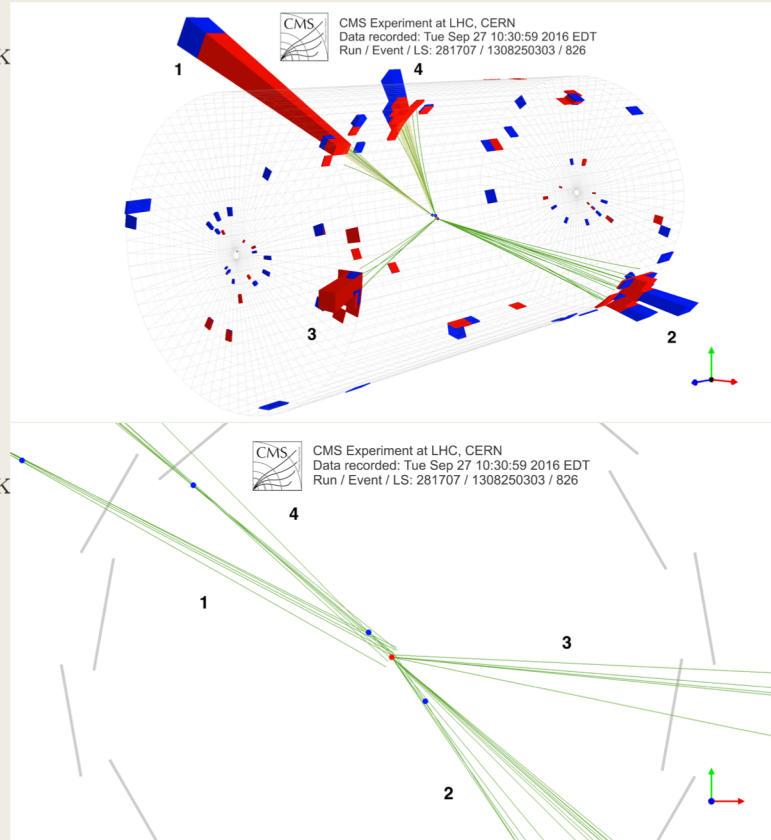 CMS
CMS Experiment at LHC, CERN
Data recorded: Tue Sep 27 10:30:59 2016 EDT
Run / Event / LS: 281707 / 1308250303 / 826
1
4
K
3
2
CMS
CMS Experiment at LHC, CERN
Data recorded: Tue Sep 27 10:30:59 2016 EDT
Run / Event / LS: 281707 / 1308250303 / 826
K
4
1
3
2